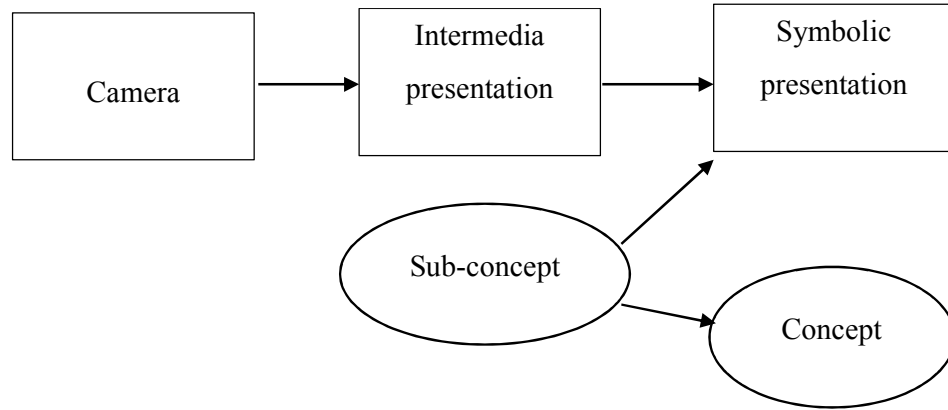 Camera
Intermedia
presentation
Symbolic
presentation
Sub-concept
Concept